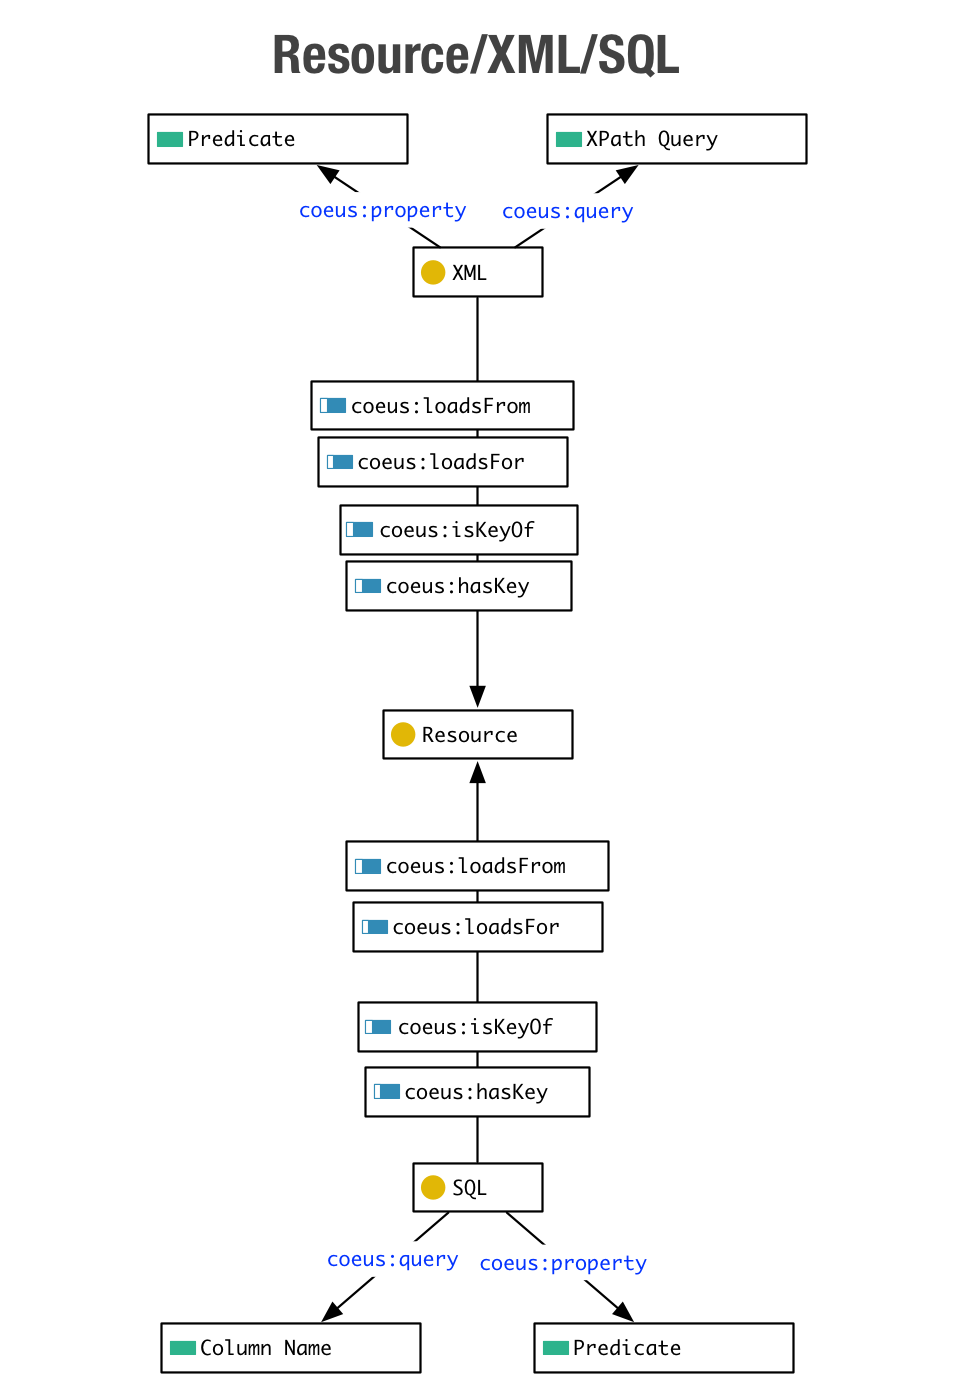 Resource/XML/SQL
Predicate
XPath Query
coeus:property
coeus:query
XML
coeus:loadsFrom
coeus:loadsFor
coeus:isKeyOf
coeus:hasKey
Resource
coeus:loadsFrom
coeus:loadsFor
coeus:isKeyOf
coeus:hasKey
SQL
coeus:query
coeus:property
Column Name
Predicate